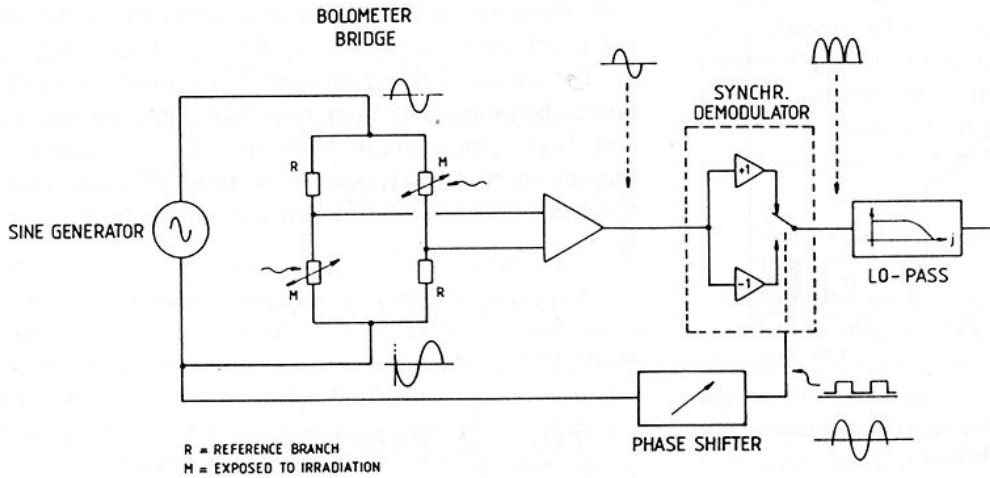 BOLOMETER
BRIDGE
SYNCHR.
DEMODULATOR
R
M
+1
SINE GENERATOR
M
R
-1
j
LO-PASS
PHASE SHIFTER
R = REFERENCE BRANCH
M = EXPOSED TO IRRADIATION